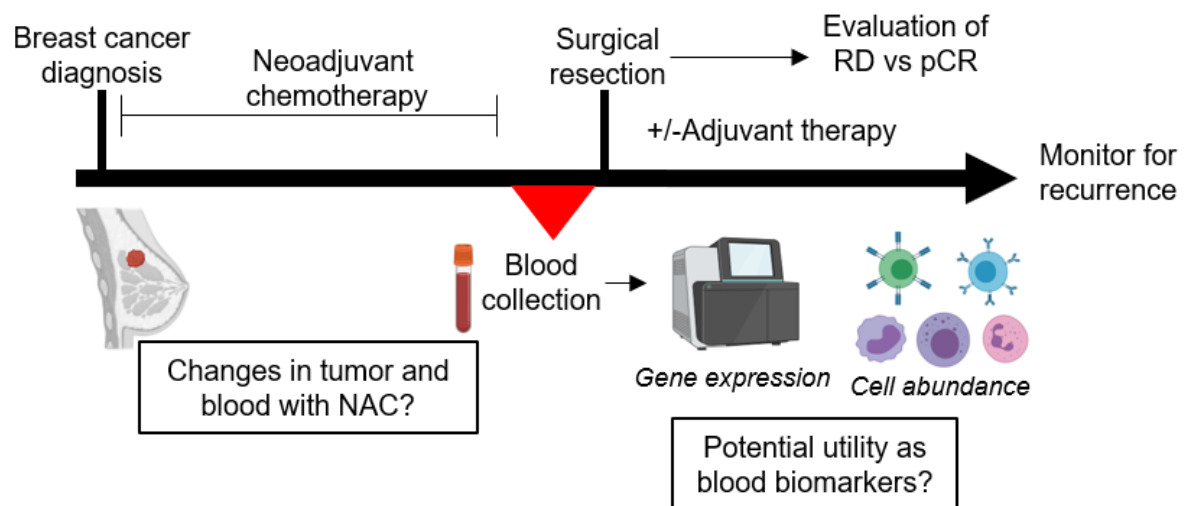 Breast cancer
diagnosis
Neoadjuvant
chemotherapy
Surgical
resection
Evaluation of
RD vs pCR
+/-Adjuvant therapy
Monitor for
recurrence
Blood
collection
Changes in tumor and
blood with NAC?
Gene expression
Cell abundance
Potential utility as
blood biomarkers?